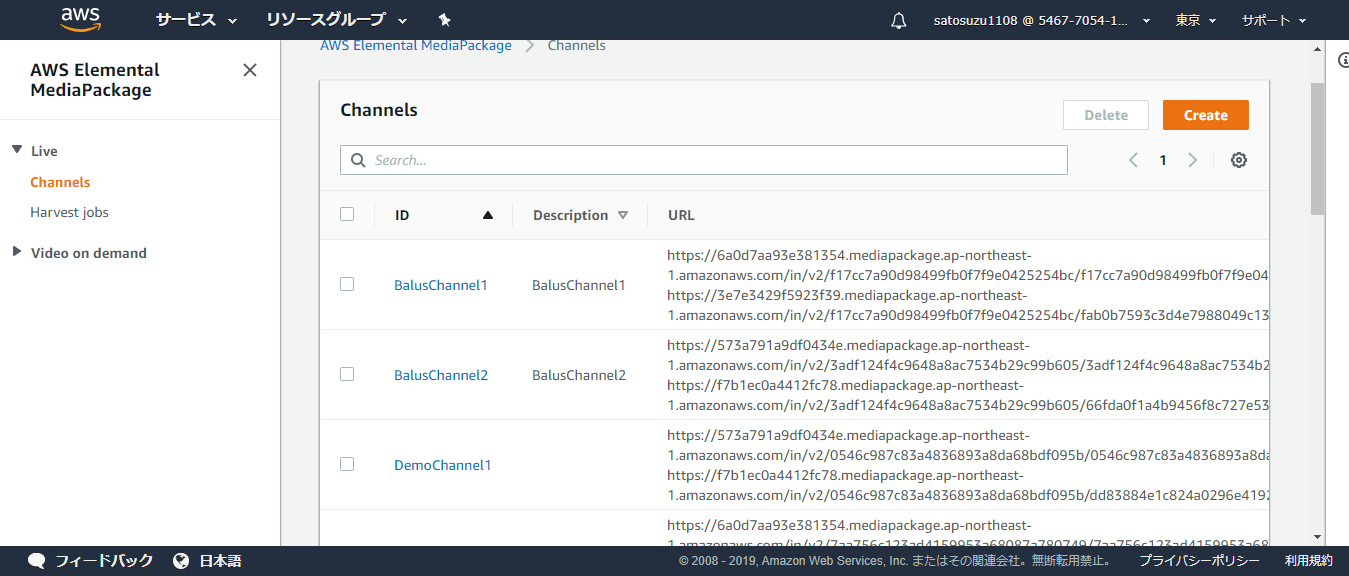 aws
サービス
リソースグループ
satosuzu1108 @ 5467-7054-1...
東京
サポート
AWS Elemental MediaPackage
Channels
AWS Elemental
MediaPackage
Live
Channels
Harvest jobs
Video on demand
Channels
Delete
Create
Search...
1
ID
Description
URL
BalusChannel1
BalusChannel1
https://6a0d7aa93e381354.mediapackage.ap-northeast-
1.amazonaws.com/in/v2/f17cc7a90d98499fb0f7f9e0425254bc/f17cc7a90d98499fb0f7f9e04
https://3e7e3429f5923f39.mediapackage.ap-northeast-
1.amazonaws.com/in/v2/f17cc7a90d98499fb0f7f9e0425254bc/fab0b7593c3d4e7988049c13
BalusChannel2
BalusChannel2
https://573a791a9df0434e.mediapackage.ap-northeast-
1.amazonaws.com/in/v2/3adf124f4c9648a8ac7534b29c99b605/3adf124f4c9648a8ac7534b2
https://f7b1ec0a4412fc78.mediapackage.ap-northeast-
1.amazonaws.com/in/v2/3adf124f4c9648a8ac7534b29c99b605/66fda0f1a4b9456f8c727e53
DemoChannel1
https://573a791a9df0434e.mediapackage.ap-northeast-
1.amazonaws.com/in/v2/0546c987c83a4836893a8da68bdf095b/0546c987c83a4836893a8da
https://f7b1ec0a4412fc78.mediapackage.ap-northeast-
1.amazonaws.com/in/v2/0546c987c83a4836893a8da68bdf095b/dd83884e1c824a0296e4192
https://6a0d7aa93e381354.mediapackage.ap-northeast-
フィードバック
日本語
© 2008 - 2019, Amazon Web Services, Inc. またはその関連会社。無断転用禁止。
プライバシーポリシー
利用規約